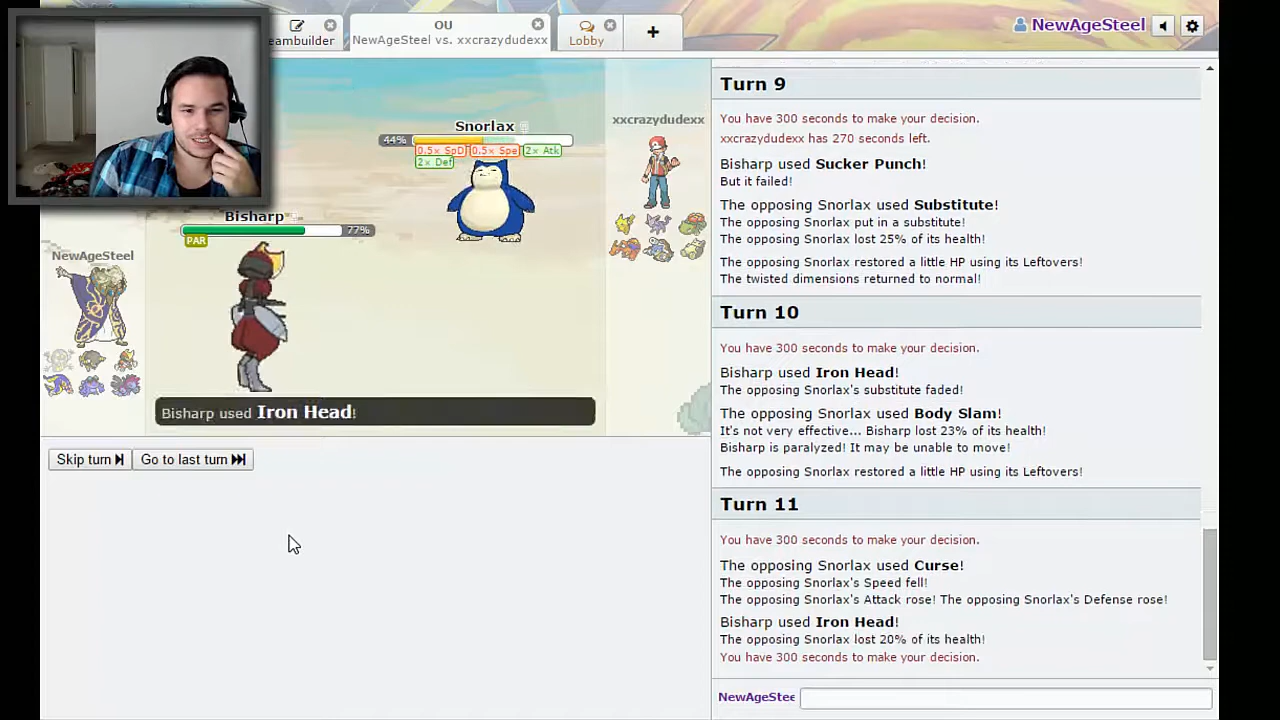 eambuilder
OU
NewAgeSteel vs. xxcrazydudexx
Lobby
+
NewAgeSteel
Snorlax
44%
0.5× SpD 0.5× Spe 2× Atk
2× Def
xxcrazydudexx
Bisharp
77%
PAR
NewAgeSteel
Bisharp used Iron Head!
Skip turn
Go to last turn
Turn 9
You have 300 seconds to make your decision.
xxcrazydudexx has 270 seconds left.
Bisharp used Sucker Punch!
But it failed!
The opposing Snorlax used Substitute!
The opposing Snorlax put in a substitute!
The opposing Snorlax lost 25% of its health!
The opposing Snorlax restored a little HP using its Leftovers!
The twisted dimensions returned to normal!
Turn 10
You have 300 seconds to make your decision.
Bisharp used Iron Head!
The opposing Snorlax's substitute faded!
The opposing Snorlax used Body Slam!
It's not very effective... Bisharp lost 23% of its health!
Bisharp is paralyzed! It may be unable to move!
The opposing Snorlax restored a little HP using its Leftovers!
Turn 11
You have 300 seconds to make your decision.
The opposing Snorlax used Curse!
The opposing Snorlax's Speed fell!
The opposing Snorlax's Attack rose! The opposing Snorlax's Defense rose!
Bisharp used Iron Head!
The opposing Snorlax lost 20% of its health!
You have 300 seconds to make your decision.
NewAgeStee